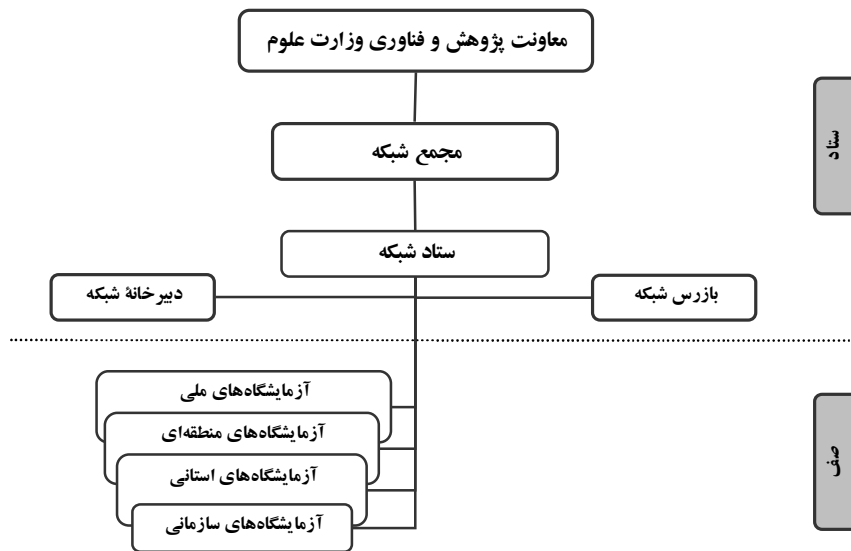 معاونت پژوهش و فناوری وزارت علوم
مجمع شبکه
ستاد
ستاد شبکه
بازرس شبکه
دبیرخانۀ شبکه
آزمایشگاه‌های ملی
آزمایشگاه‌های منطقه‌ای
صف
آزمایشگاه‌های استانی
آزمایشگاه‌های سازمانی